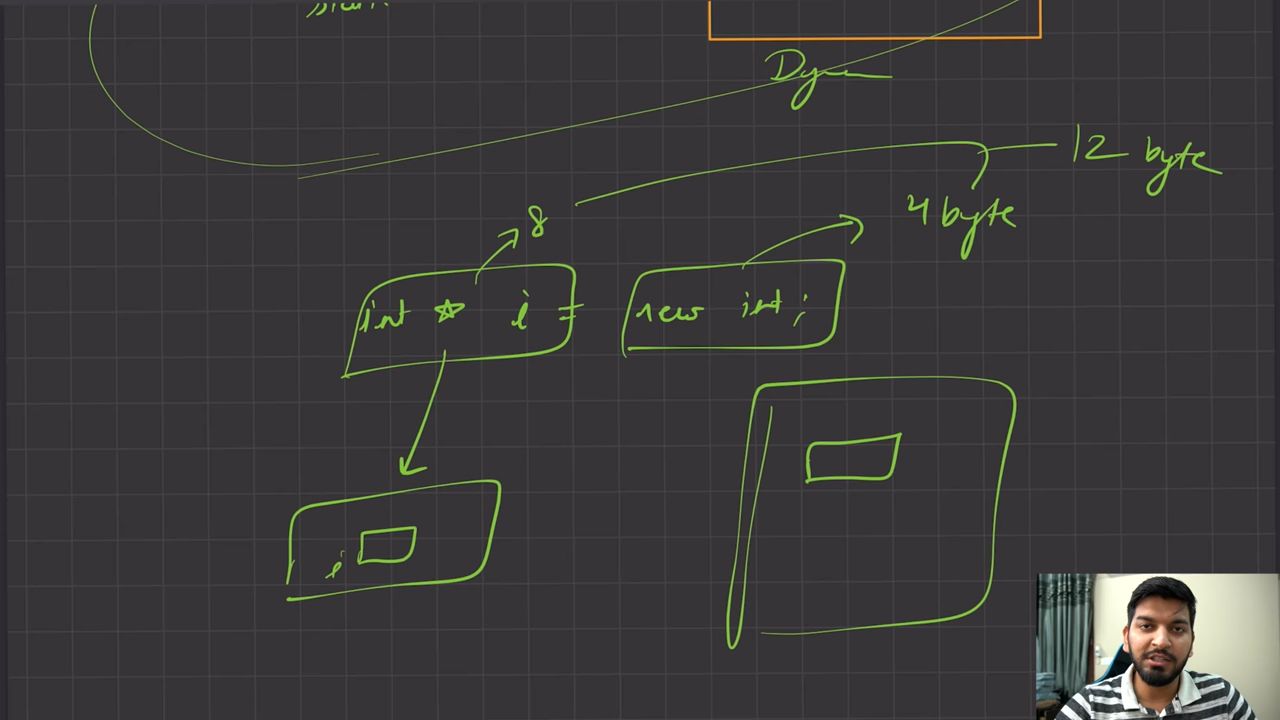 Dyn
12 byte
8
4 byte
int * i = new int;
i